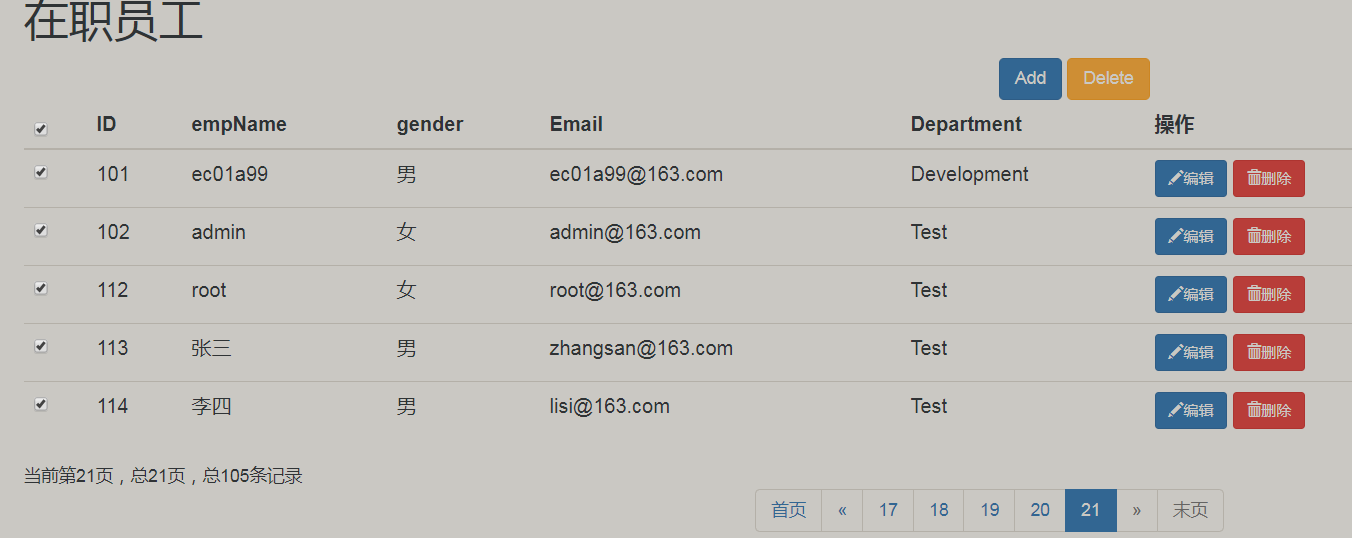 在职员工
Add Delete
ID empName gender Email Department 操作
101 ec01a99 男 ec01a99@163.com Development 编辑 删除
102 admin 女 admin@163.com Test 编辑 删除
112 root 女 root@163.com Test 编辑 删除
113 张三 男 zhangsan@163.com Test 编辑 删除
114 李四 男 lisi@163.com Test 编辑 删除
当前第21页，总21页，总105条记录
首页 « 17 18 19 20 21 » 末页